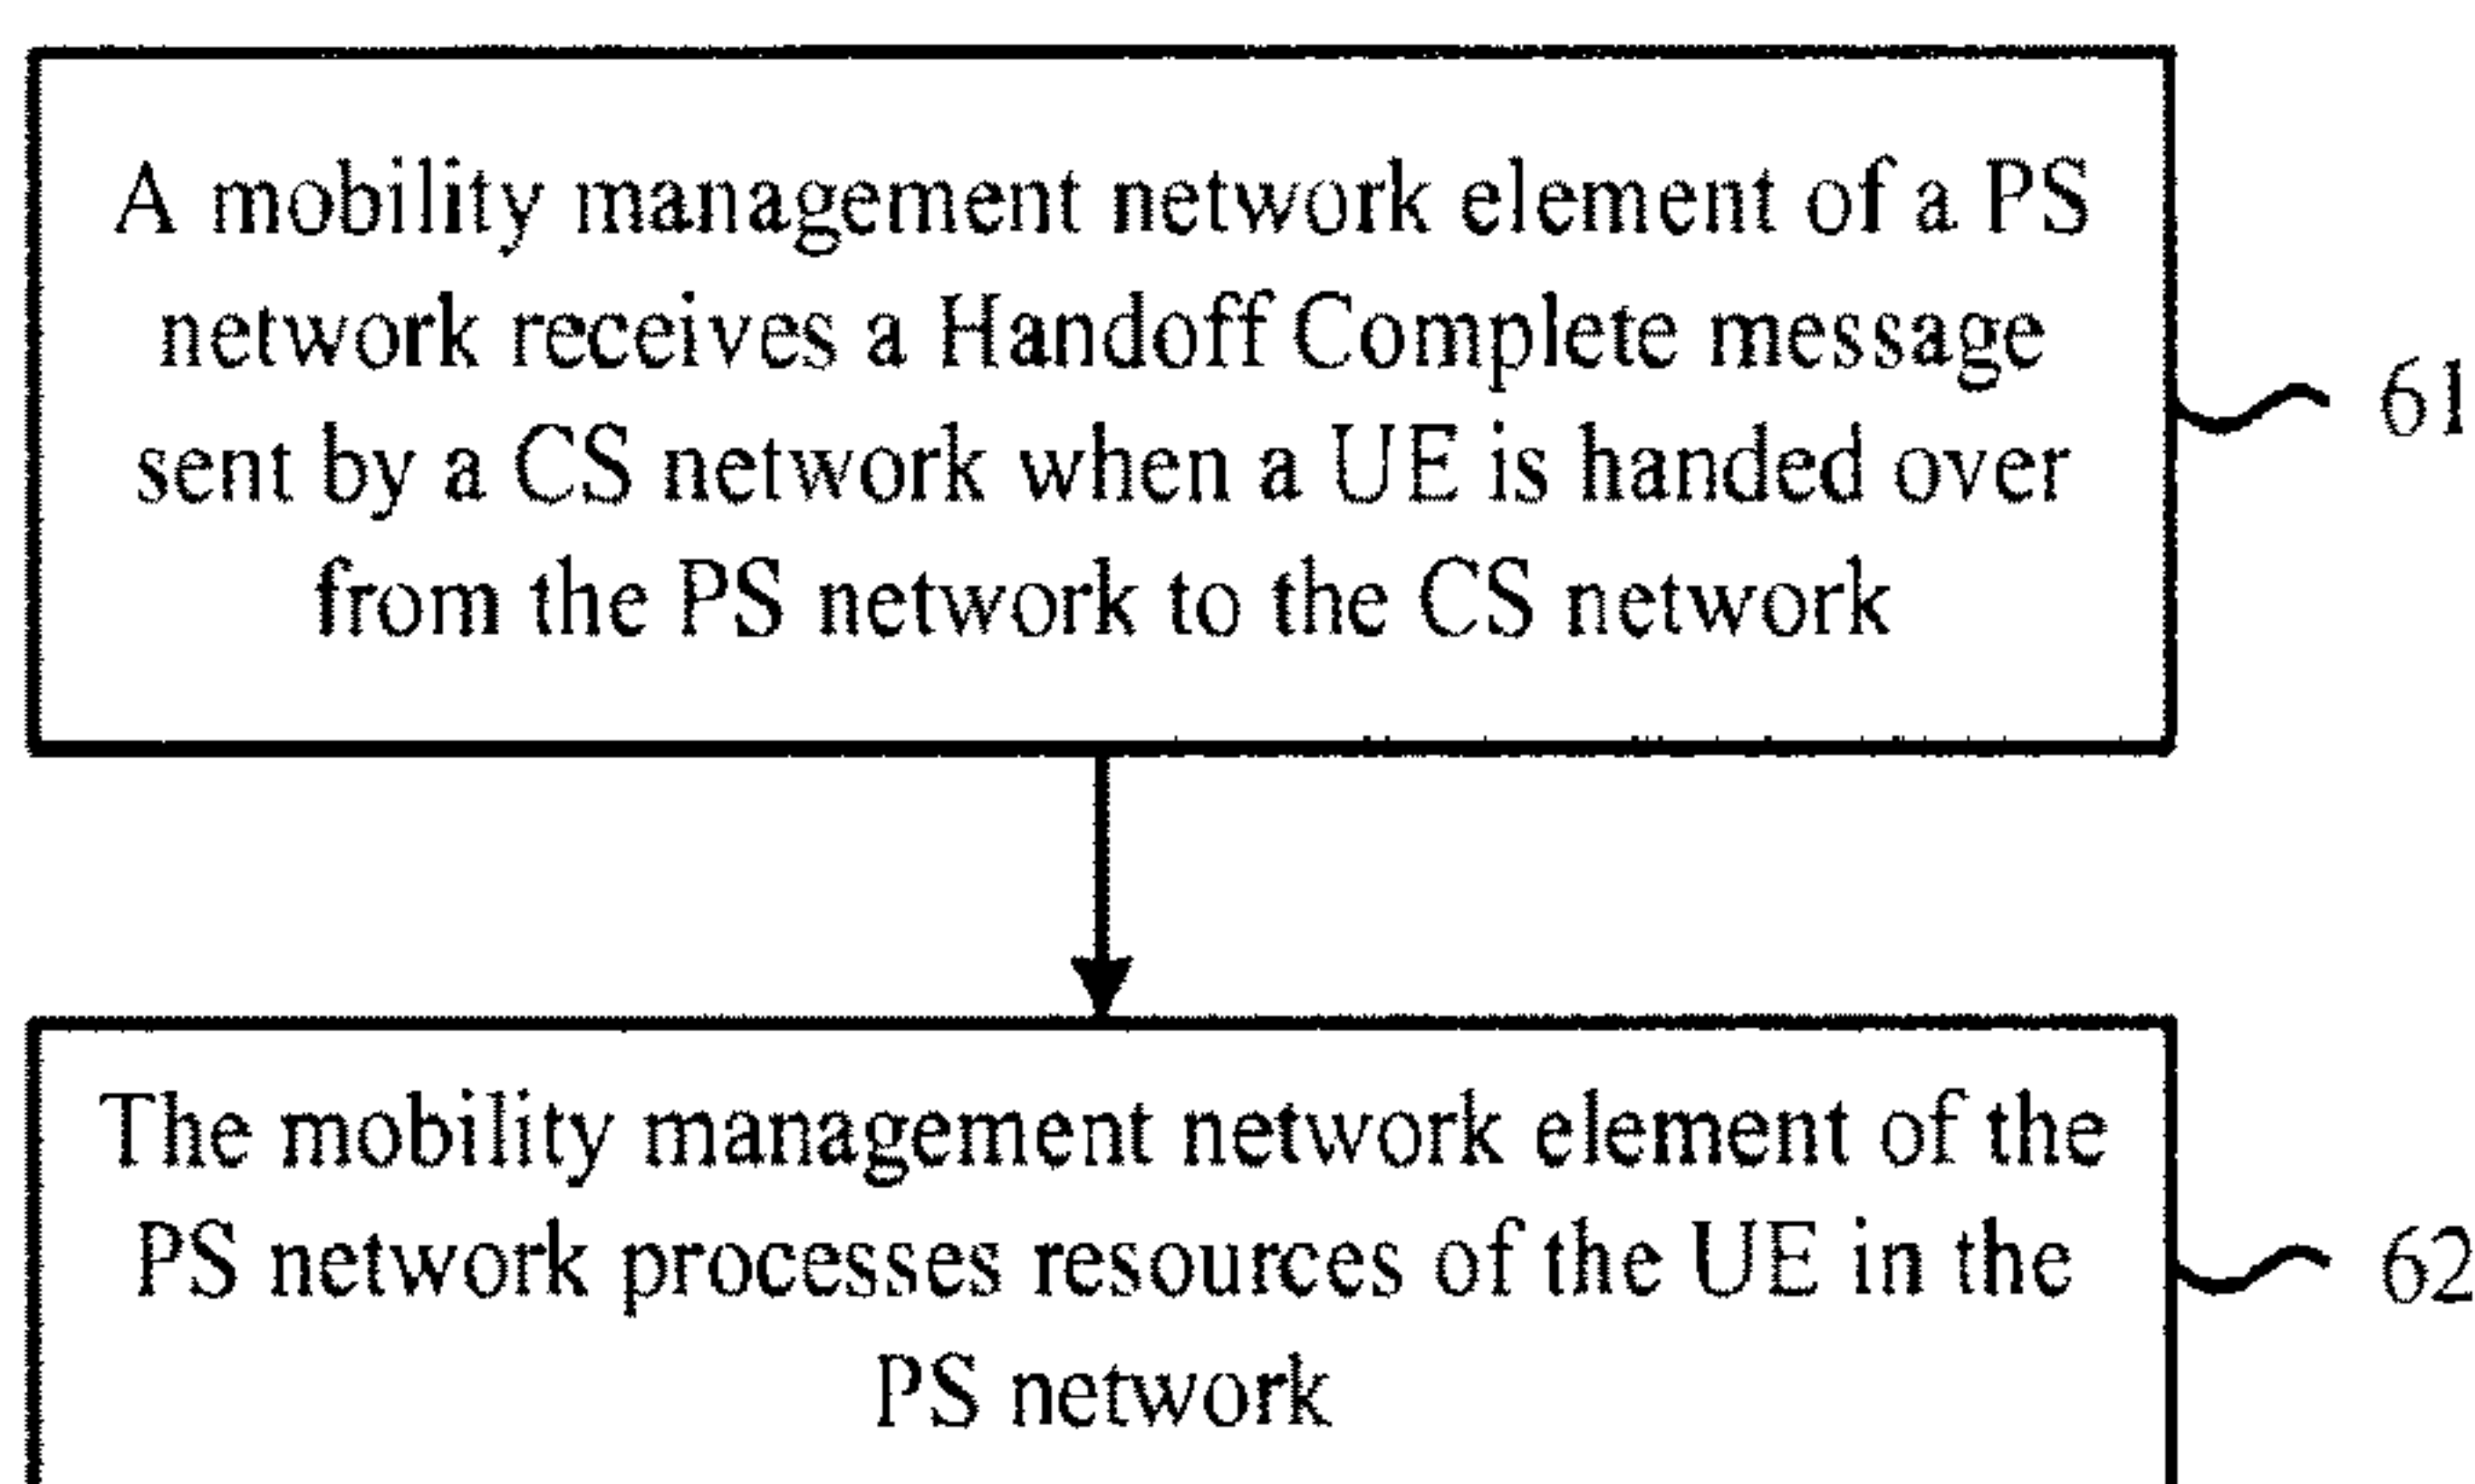 A mobility management network element of a PS
network receives a Handoff Complete message
sent by a CS network when a UE is handed over
from the PS network to the CS network
61
The mobility management network element of the
PS network processes resources of the UE in the
PS network
62